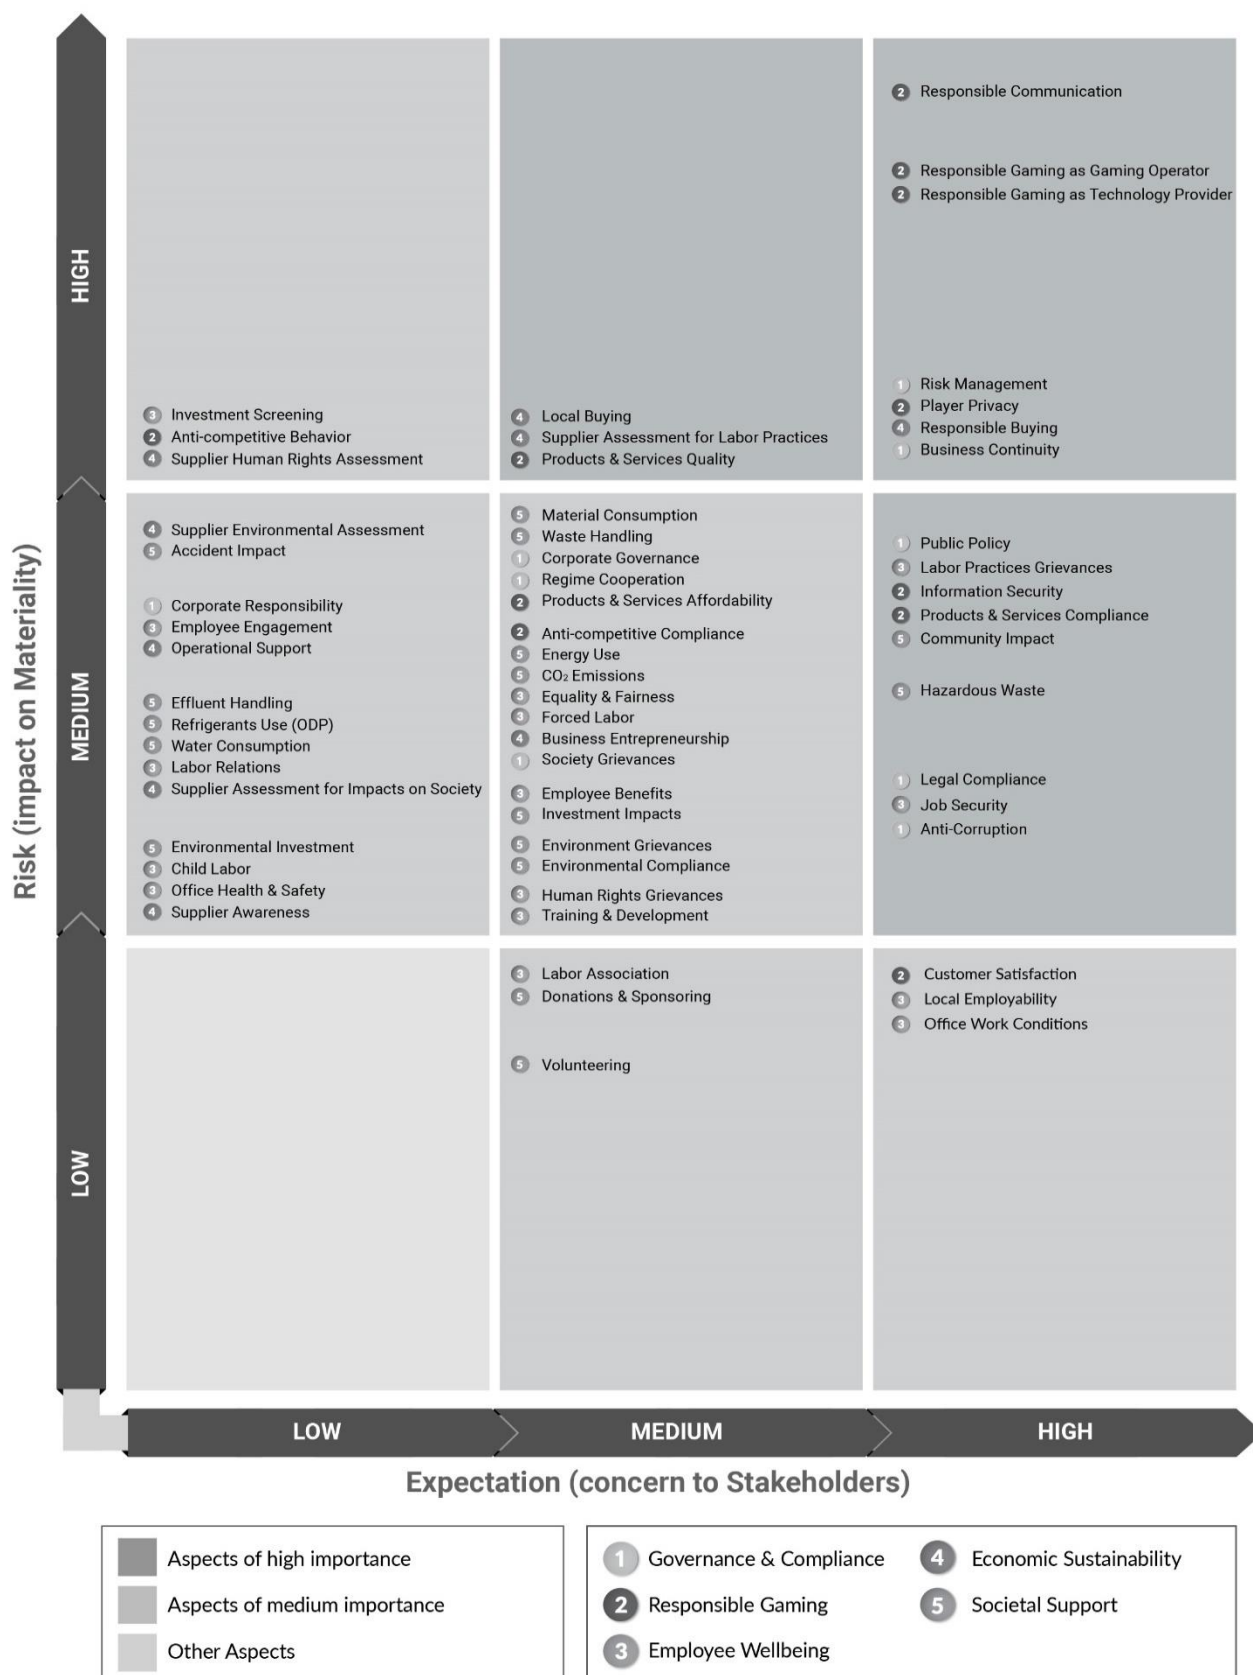 Risk (impact on Materiality)
HIGH
3 Investment Screening
2 Anti-competitive Behavior
4 Supplier Human Rights Assessment
4 Local Buying
4 Supplier Assessment for Labor Practices
2 Products & Services Quality
2 Responsible Communication
2 Responsible Gaming as Gaming Operator
2 Responsible Gaming as Technology Provider
1 Risk Management
2 Player Privacy
4 Responsible Buying
1 Business Continuity
MEDIUM
4 Supplier Environmental Assessment
5 Accident Impact
1 Corporate Responsibility
3 Employee Engagement
4 Operational Support
5 Effluent Handling
5 Refrigerants Use (ODP)
5 Water Consumption
3 Labor Relations
4 Supplier Assessment for Impacts on Society
5 Environmental Investment
3 Child Labor
3 Office Health & Safety
4 Supplier Awareness
5 Material Consumption
5 Waste Handling
1 Corporate Governance
1 Regime Cooperation
2 Products & Services Affordability
2 Anti-competitive Compliance
5 Energy Use
5 CO₂ Emissions
3 Equality & Fairness
3 Forced Labor
4 Business Entrepreneurship
1 Society Grievances
3 Employee Benefits
5 Investment Impacts
5 Environment Grievances
5 Environmental Compliance
3 Human Rights Grievances
3 Training & Development
1 Public Policy
3 Labor Practices Grievances
2 Information Security
2 Products & Services Compliance
5 Community Impact
5 Hazardous Waste
1 Legal Compliance
3 Job Security
1 Anti-Corruption
LOW
3 Labor Association
5 Donations & Sponsoring
5 Volunteering
2 Customer Satisfaction
3 Local Employability
3 Office Work Conditions
LOW
MEDIUM
HIGH
Expectation (concern to Stakeholders)
Aspects of high importance
Aspects of medium importance
Other Aspects
1 Governance & Compliance
2 Responsible Gaming
3 Employee Wellbeing
4 Economic Sustainability
5 Societal Support